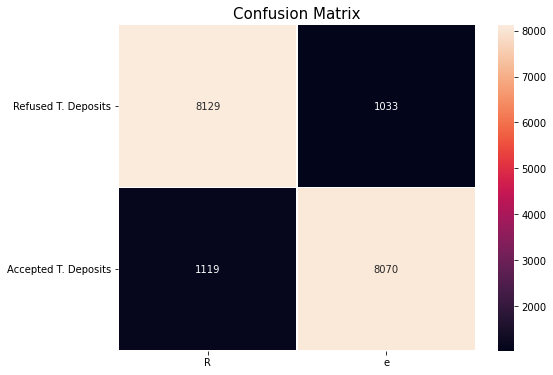 Confusion Matrix
Refused T. Deposits 8129 1033
Accepted T. Deposits 1119 8070
R e
8000
7000
6000
5000
4000
3000
2000